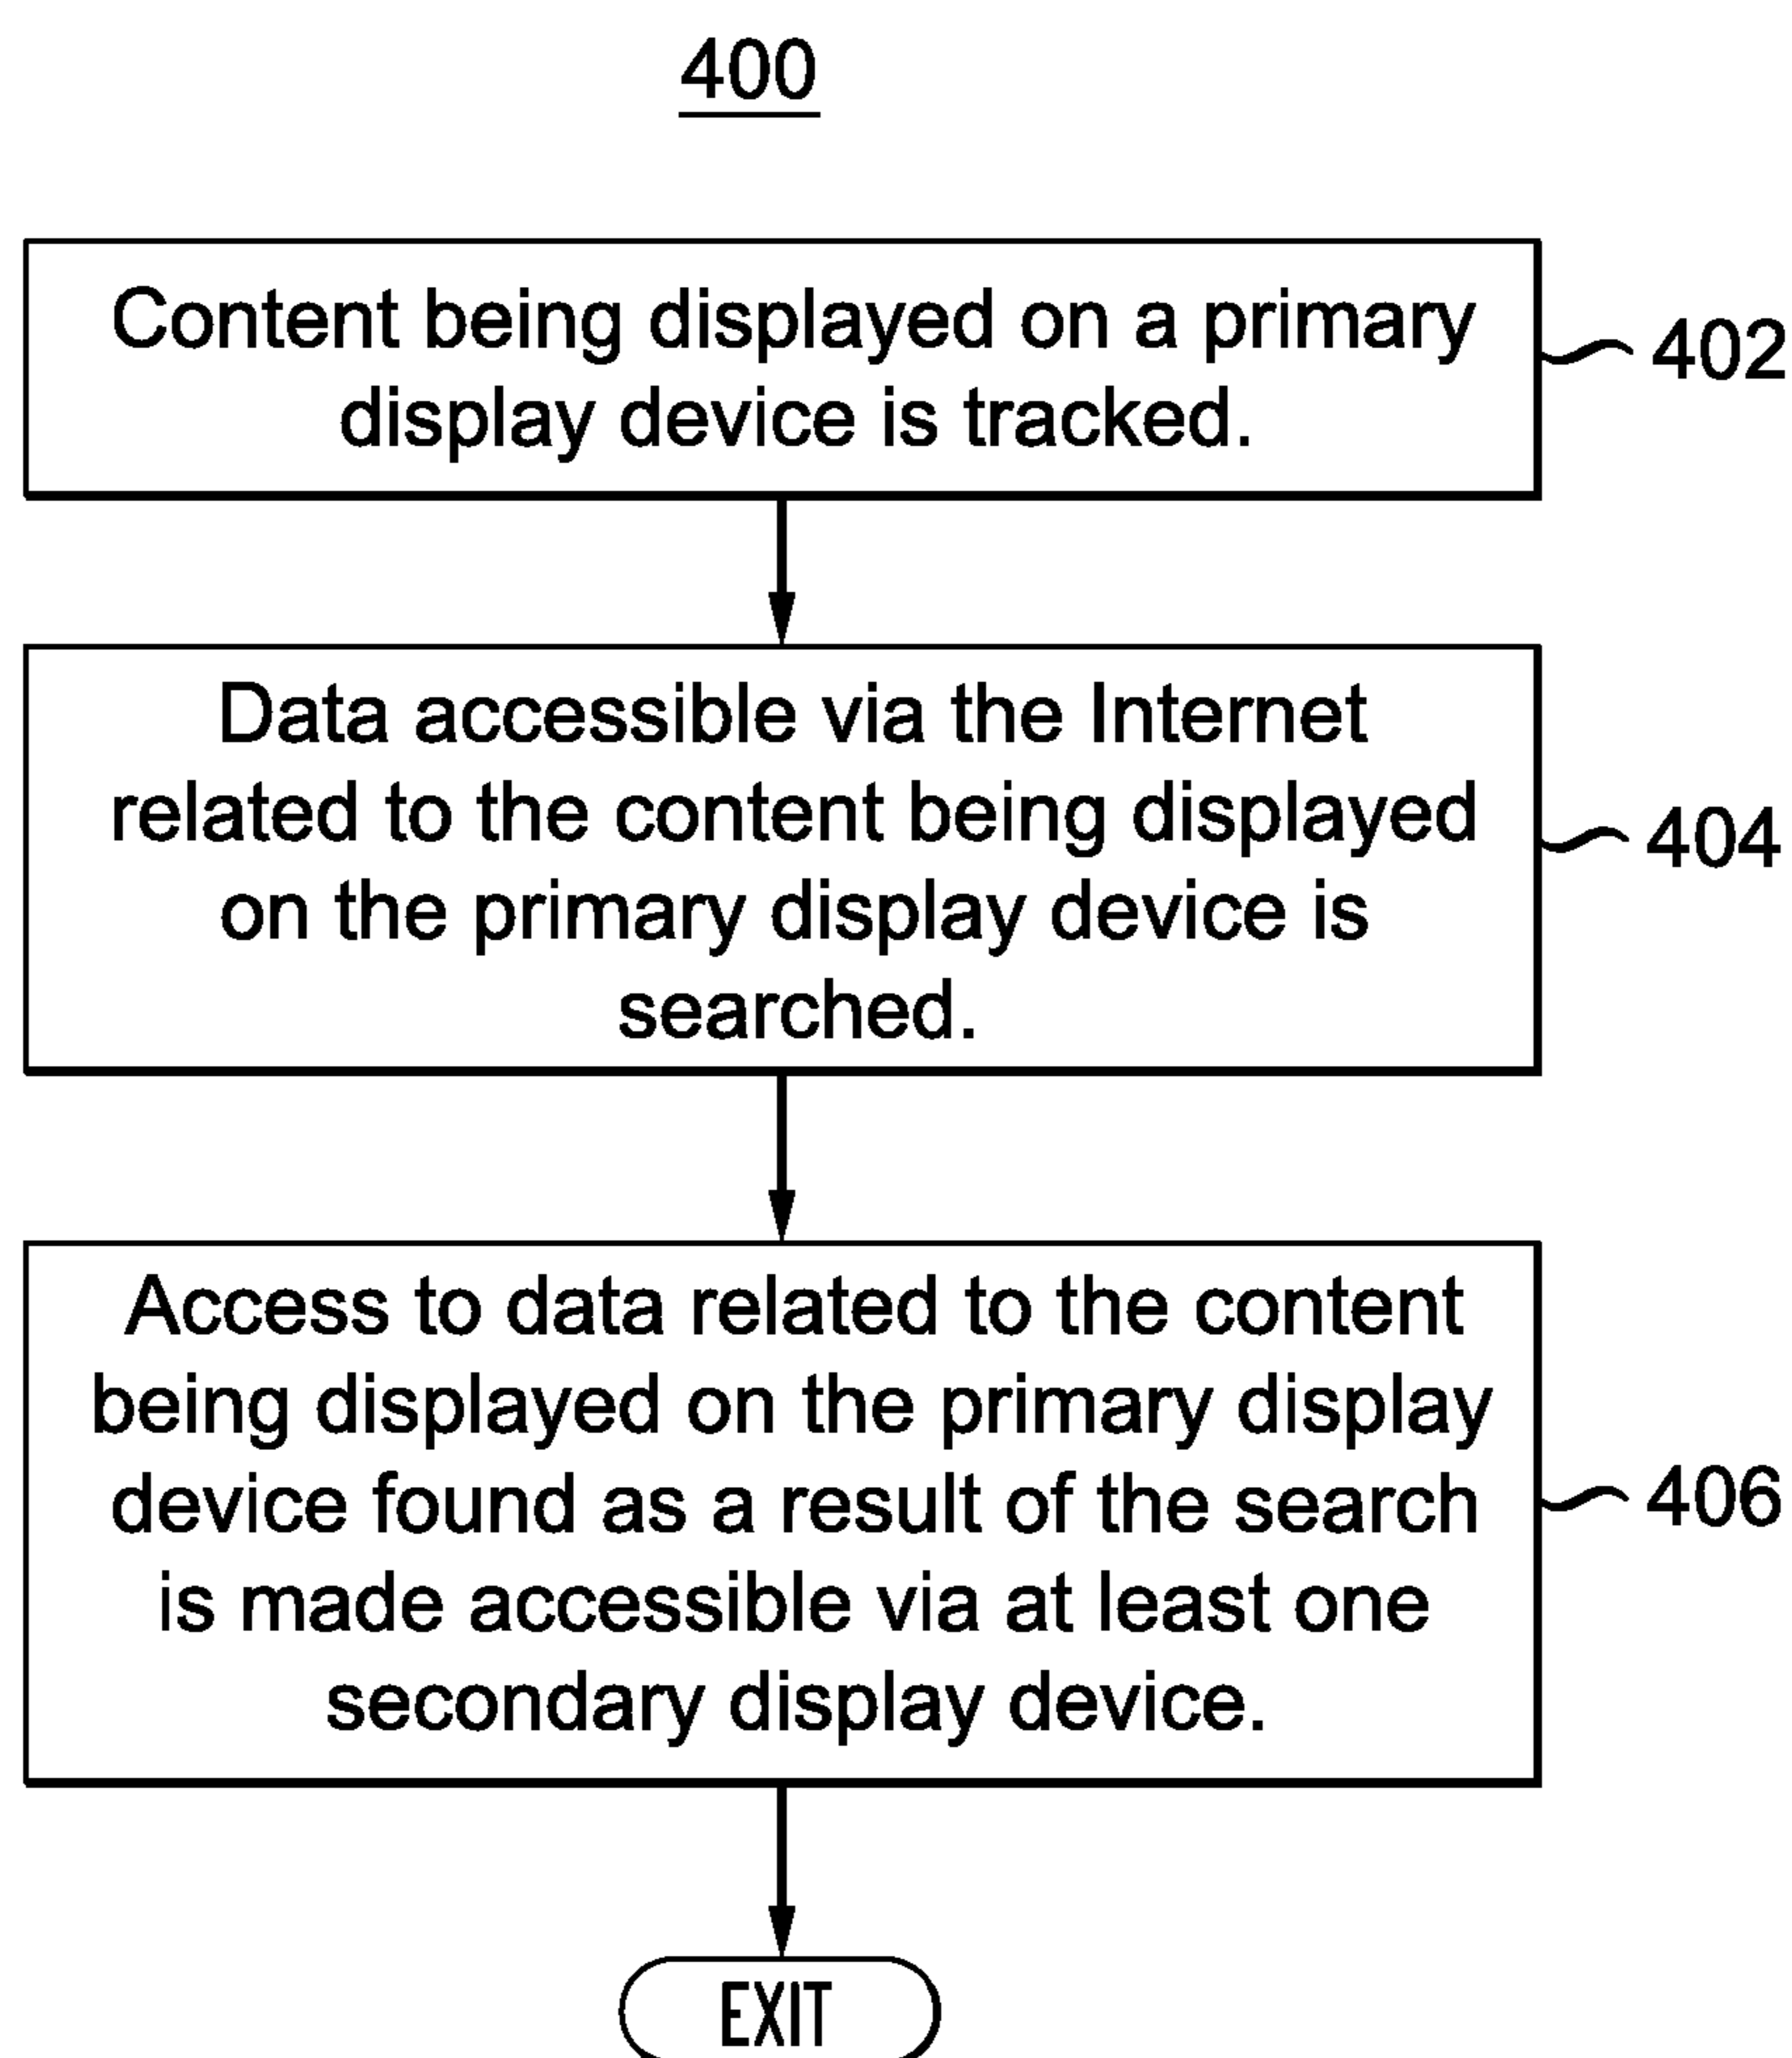 400
Content being displayed on a primary
display device is tracked.
402
Data accessible via the Internet
related to the content being displayed
on the primary display device is
searched.
404
Access to data related to the content
being displayed on the primary display
device found as a result of the search
is made accessible via at least one
secondary display device.
406
EXIT